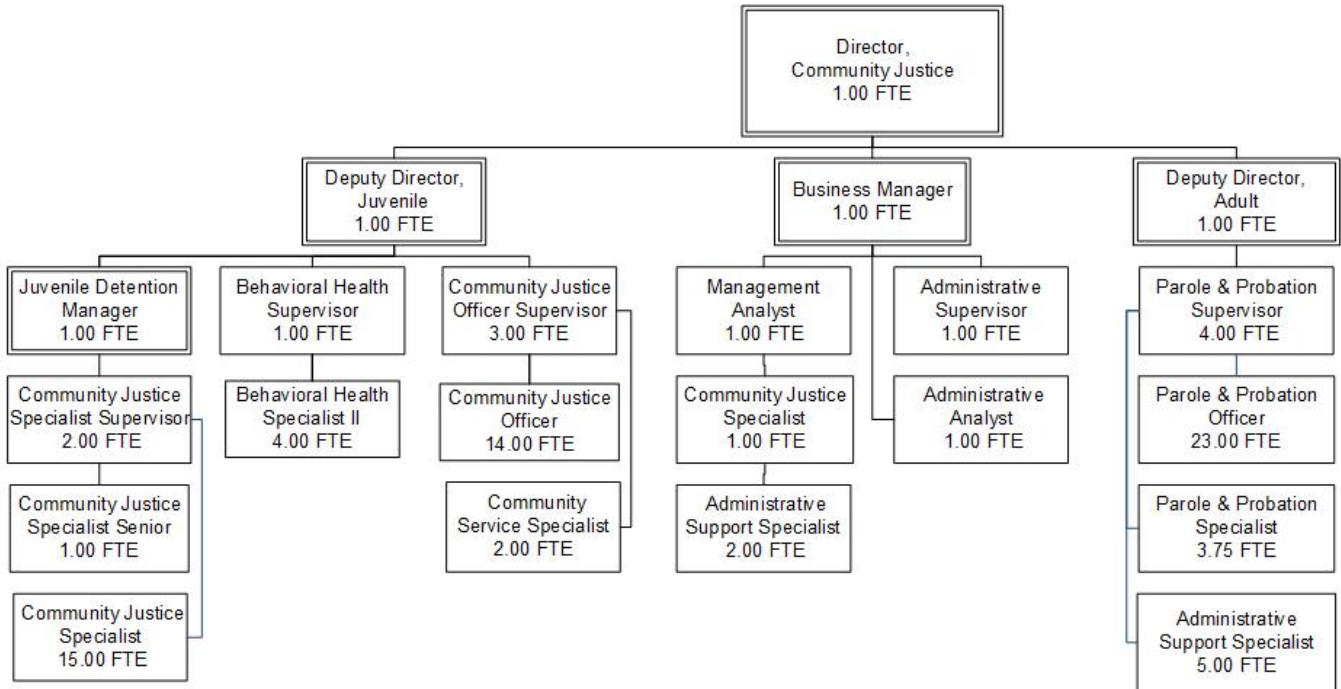 Director,
Community Justice
1.00 FTE
Deputy Director,
Juvenile
1.00 FTE
Business Manager
1.00 FTE
Deputy Director,
Adult
1.00 FTE
Juvenile Detention
Manager
1.00 FTE
Behavioral Health
Supervisor
1.00 FTE
Community Justice
Officer Supervisor
3.00 FTE
Management
Analyst
1.00 FTE
Administrative
Supervisor
1.00 FTE
Parole & Probation
Supervisor
4.00 FTE
Community Justice
Specialist Supervisor
2.00 FTE
Behavioral Health
Specialist II
4.00 FTE
Community Justice
Officer
14.00 FTE
Community Justice
Specialist
1.00 FTE
Administrative
Analyst
1.00 FTE
Parole & Probation
Officer
23.00 FTE
Community Justice
Specialist Senior
1.00 FTE
Community
Service Specialist
2.00 FTE
Administrative
Support Specialist
2.00 FTE
Parole & Probation
Specialist
3.75 FTE
Community Justice
Specialist
15.00 FTE
Administrative
Support Specialist
5.00 FTE